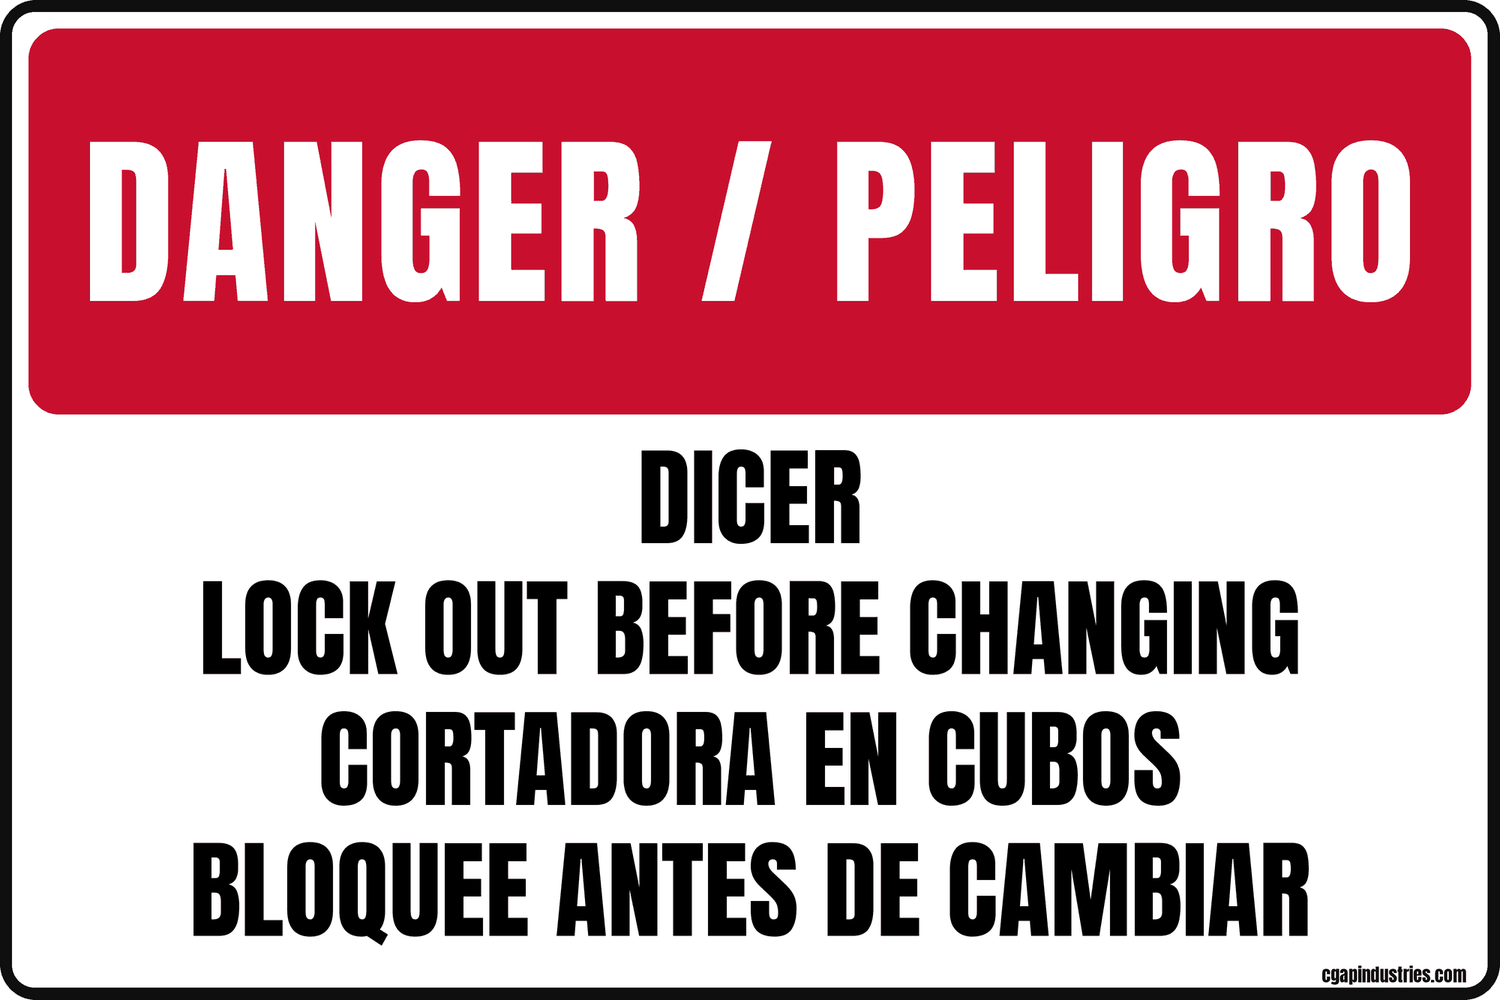 DANGER / PELIGRO
DICER
LOCK OUT BEFORE CHANGING
CORTADORA EN CUBOS
BLOQUEE ANTES DE CAMBIAR
cgapindustries.com